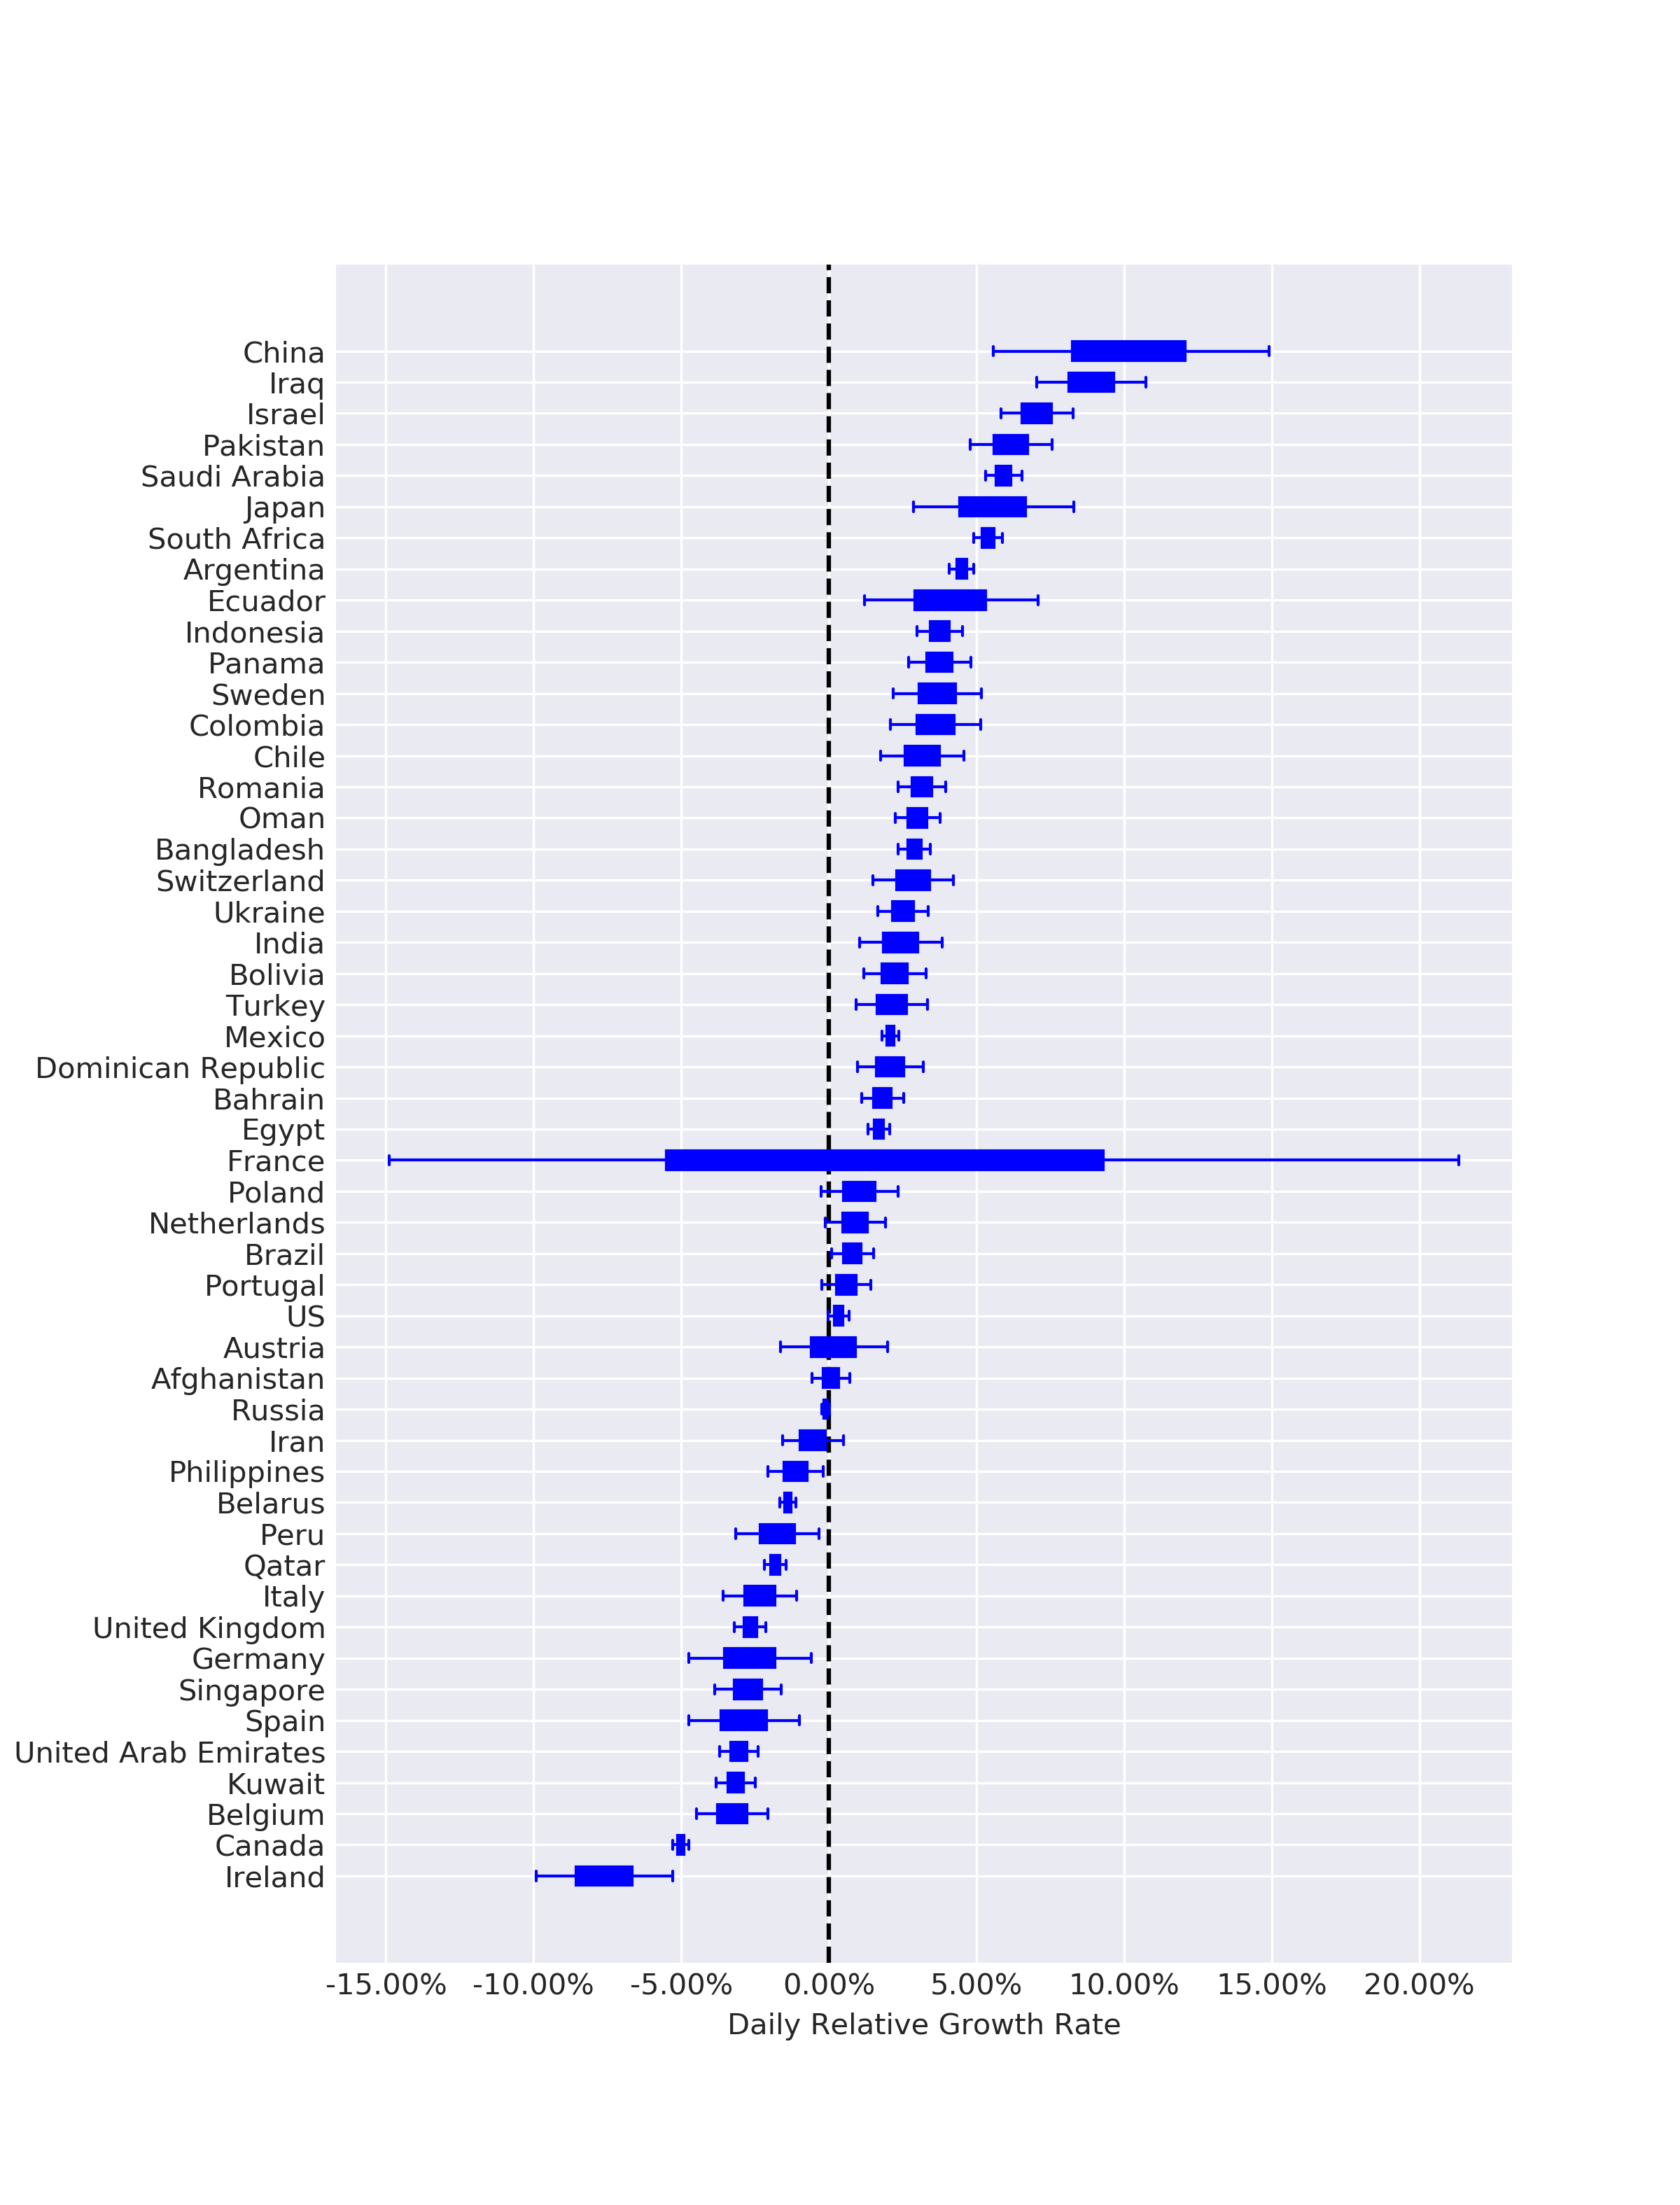 China
Iraq
Israel
Pakistan
Saudi Arabia
Japan
South Africa
Argentina
Ecuador
Indonesia
Panama
Sweden
Colombia
Chile
Romania
Oman
Bangladesh
Switzerland
Ukraine
India
Bolivia
Turkey
Mexico
Dominican Republic
Bahrain
Egypt
France
Poland
Netherlands
Brazil
Portugal
US
Austria
Afghanistan
Russia
Iran
Philippines
Belarus
Peru
Qatar
Italy
United Kingdom
Germany
Singapore
Spain
United Arab Emirates
Kuwait
Belgium
Canada
Ireland
-15.00% -10.00% -5.00% 0.00% 5.00% 10.00% 15.00% 20.00%
Daily Relative Growth Rate